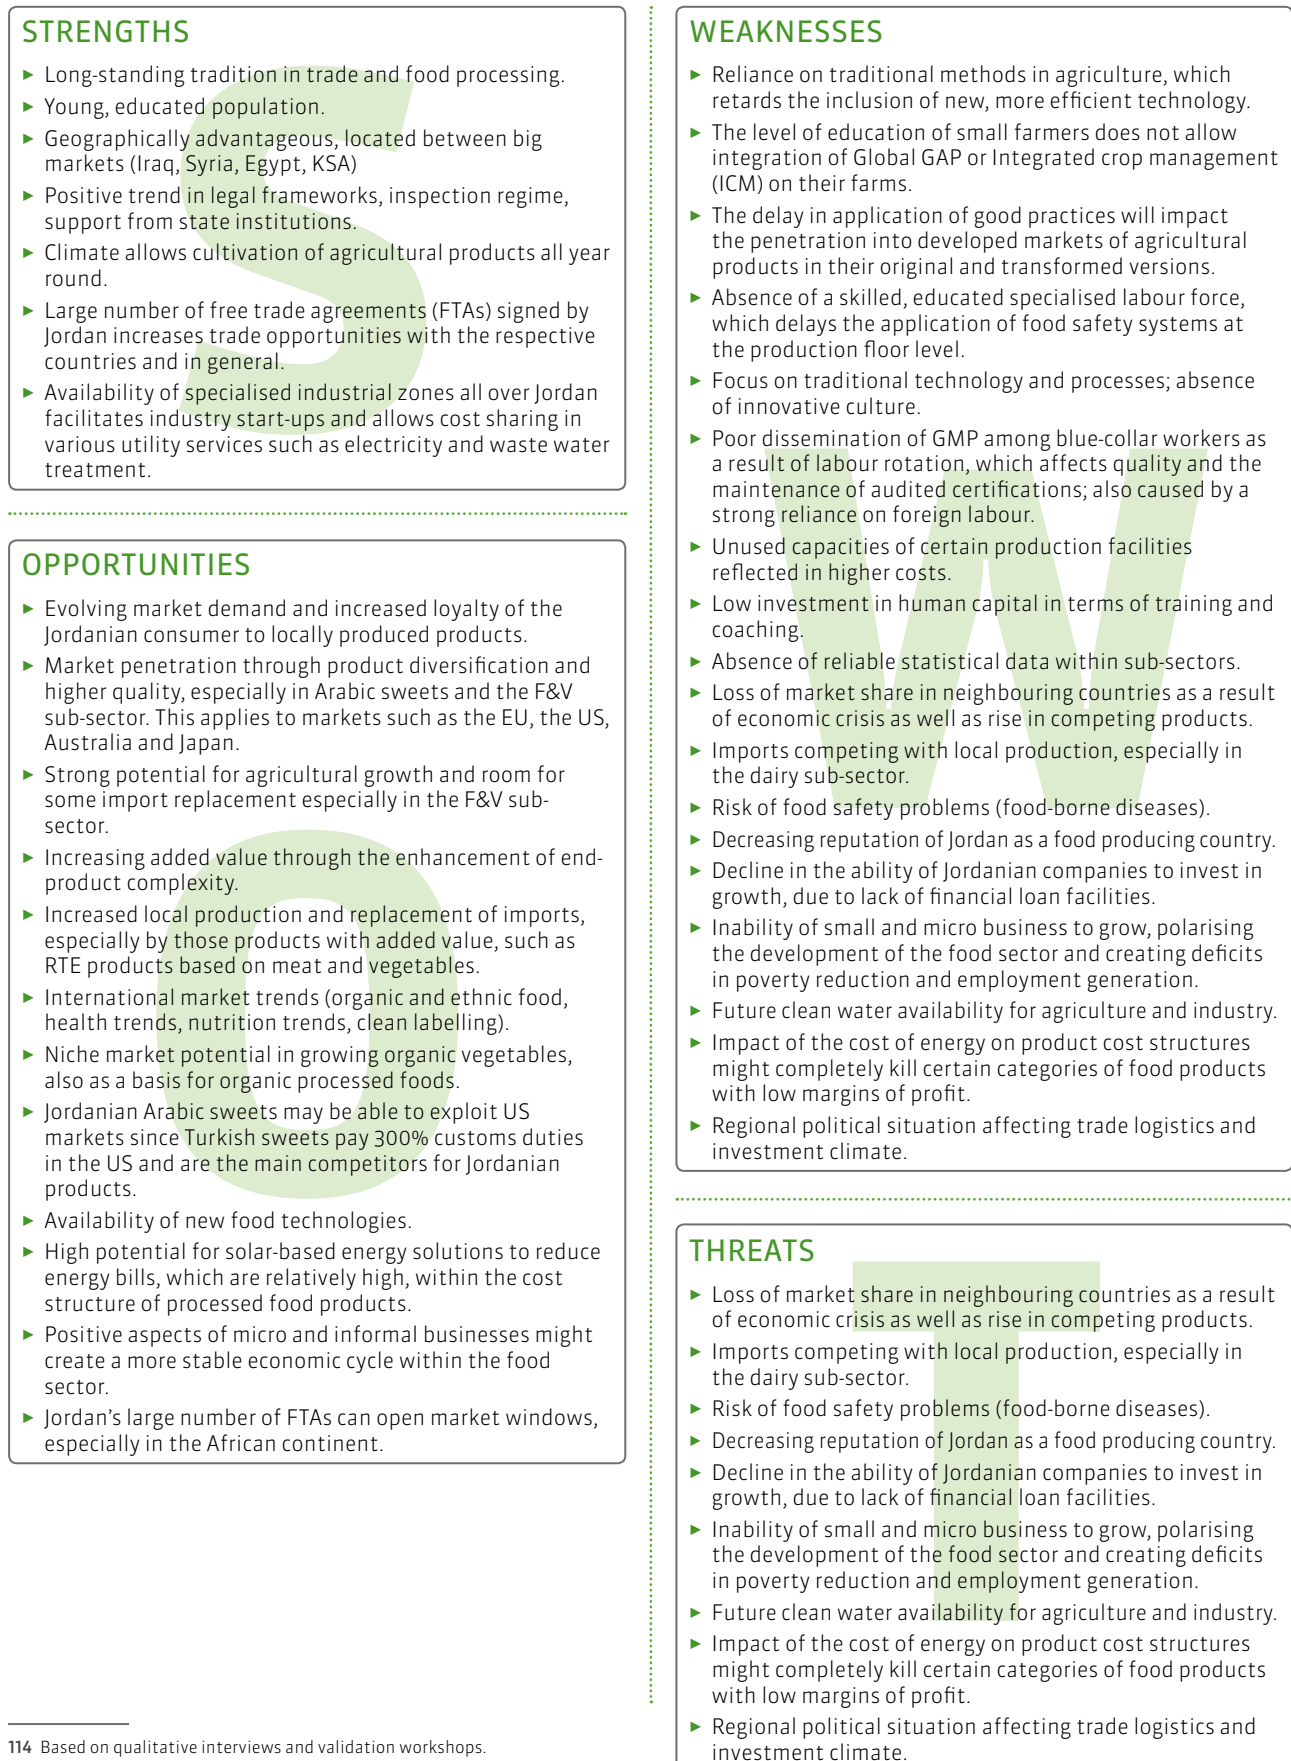 STRENGTHS
► Long-standing tradition in trade and food processing.
► Young, educated population.
► Geographically advantageous, located between big
markets (Iraq, Syria, Egypt, KSA)
► Positive trend in legal frameworks, inspection regime,
support from state institutions.
► Climate allows cultivation of agricultural products all year
round.
► Large number of free trade agreements (FTAs) signed by
Jordan increases trade opportunities with the respective
countries and in general.
► Availability of specialised industrial zones all over Jordan
facilitates industry start-ups and allows cost sharing in
various utility services such as electricity and waste water
treatment.
S
OPPORTUNITIES
► Evolving market demand and increased loyalty of the
Jordanian consumer to locally produced products.
► Market penetration through product diversification and
higher quality, especially in Arabic sweets and the F&V
sub-sector. This applies to markets such as the EU, the US,
Australia and Japan.
► Strong potential for agricultural growth and room for
some import replacement especially in the F&V sub-
sector.
► Increasing added value through the enhancement of end-
product complexity.
► Increased local production and replacement of imports,
especially by those products with added value, such as
RTE products based on meat and vegetables.
► International market trends (organic and ethnic food,
health trends, nutrition trends, clean labelling).
► Niche market potential in growing organic vegetables,
also as a basis for organic processed foods.
► Jordanian Arabic sweets may be able to exploit US
markets since Turkish sweets pay 300% customs duties
in the US and are the main competitors for Jordanian
products.
► Availability of new food technologies.
► High potential for solar-based energy solutions to reduce
energy bills, which are relatively high, within the cost
structure of processed food products.
► Positive aspects of micro and informal businesses might
create a more stable economic cycle within the food
sector.
► Jordan's large number of FTAs can open market windows,
especially in the African continent.
O
114 Based on qualitative interviews and validation workshops.
WEAKNESSES
► Reliance on traditional methods in agriculture, which
retards the inclusion of new, more efficient technology.
► The level of education of small farmers does not allow
integration of Global GAP or Integrated crop management
(ICM) on their farms.
► The delay in application of good practices will impact
the penetration into developed markets of agricultural
products in their original and transformed versions.
► Absence of a skilled, educated specialised labour force,
which delays the application of food safety systems at
the production floor level.
► Focus on traditional technology and processes; absence
of innovative culture.
► Poor dissemination of GMP among blue-collar workers as
a result of labour rotation, which affects quality and the
maintenance of audited certifications; also caused by a
strong reliance on foreign labour.
► Unused capacities of certain production facilities
reflected in higher costs.
► Low investment in human capital in terms of training and
coaching.
► Absence of reliable statistical data within sub-sectors.
► Loss of market share in neighbouring countries as a result
of economic crisis as well as rise in competing products.
► Imports competing with local production, especially in
the dairy sub-sector.
► Risk of food safety problems (food-borne diseases).
► Decreasing reputation of Jordan as a food producing country.
► Decline in the ability of Jordanian companies to invest in
growth, due to lack of financial loan facilities.
► Inability of small and micro business to grow, polarising
the development of the food sector and creating deficits
in poverty reduction and employment generation.
► Future clean water availability for agriculture and industry.
► Impact of the cost of energy on product cost structures
might completely kill certain categories of food products
with low margins of profit.
► Regional political situation affecting trade logistics and
investment climate.
W
THREATS
► Loss of market share in neighbouring countries as a result
of economic crisis as well as rise in competing products.
► Imports competing with local production, especially in
the dairy sub-sector.
► Risk of food safety problems (food-borne diseases).
► Decreasing reputation of Jordan as a food producing country.
► Decline in the ability of Jordanian companies to invest in
growth, due to lack of financial loan facilities.
► Inability of small and micro business to grow, polarising
the development of the food sector and creating deficits
in poverty reduction and employment generation.
► Future clean water availability for agriculture and industry.
► Impact of the cost of energy on product cost structures
might completely kill certain categories of food products
with low margins of profit.
► Regional political situation affecting trade logistics and
investment climate.
T